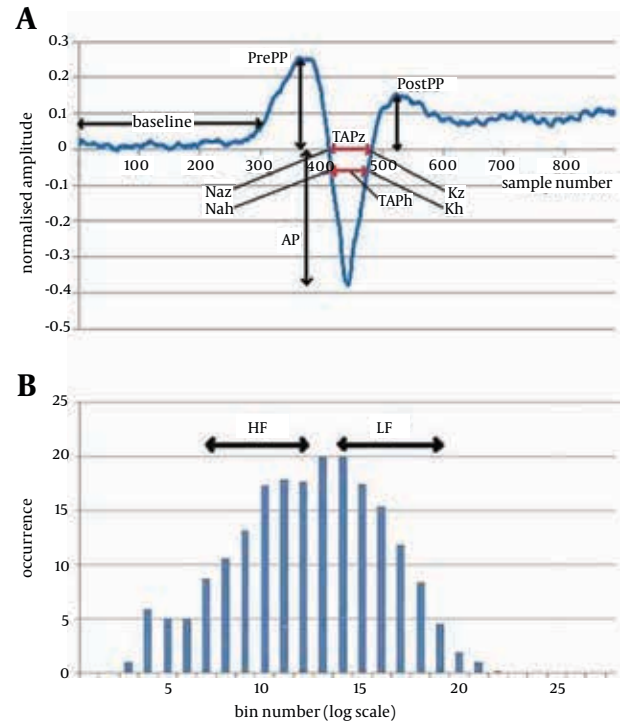 A
0.3
PrePP
0.2
PostPP
0.1
baseline
TAPz
0
100 200 300 400 500 600 700 800
Naz
Kz
sample number
-0.1
Nah
TAPh
Kh
normalised amplitude
-0.2
AP
-0.3
-0.4
-0.5
B
25
HF
LF
20
15
occurrence
10
5
0
5 10 15 20 25
bin number (log scale)